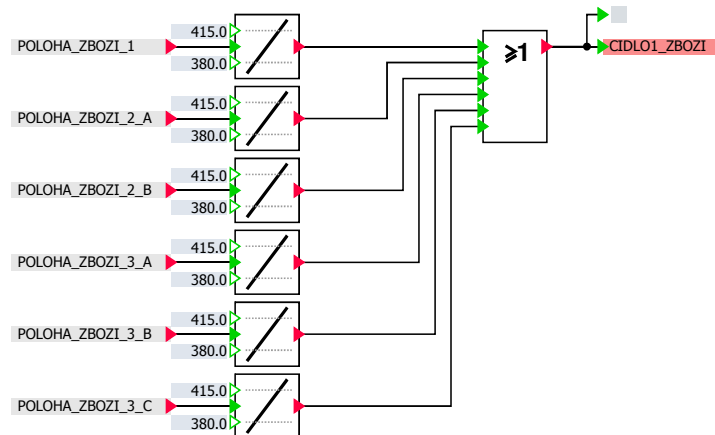 415.0
POLOHA_ZBOZI_1
380.0
≥1
CIDLO1_ZBOZI
415.0
POLOHA_ZBOZI_2_A
380.0
415.0
POLOHA_ZBOZI_2_B
380.0
415.0
POLOHA_ZBOZI_3_A
380.0
415.0
POLOHA_ZBOZI_3_B
380.0
415.0
POLOHA_ZBOZI_3_C
380.0